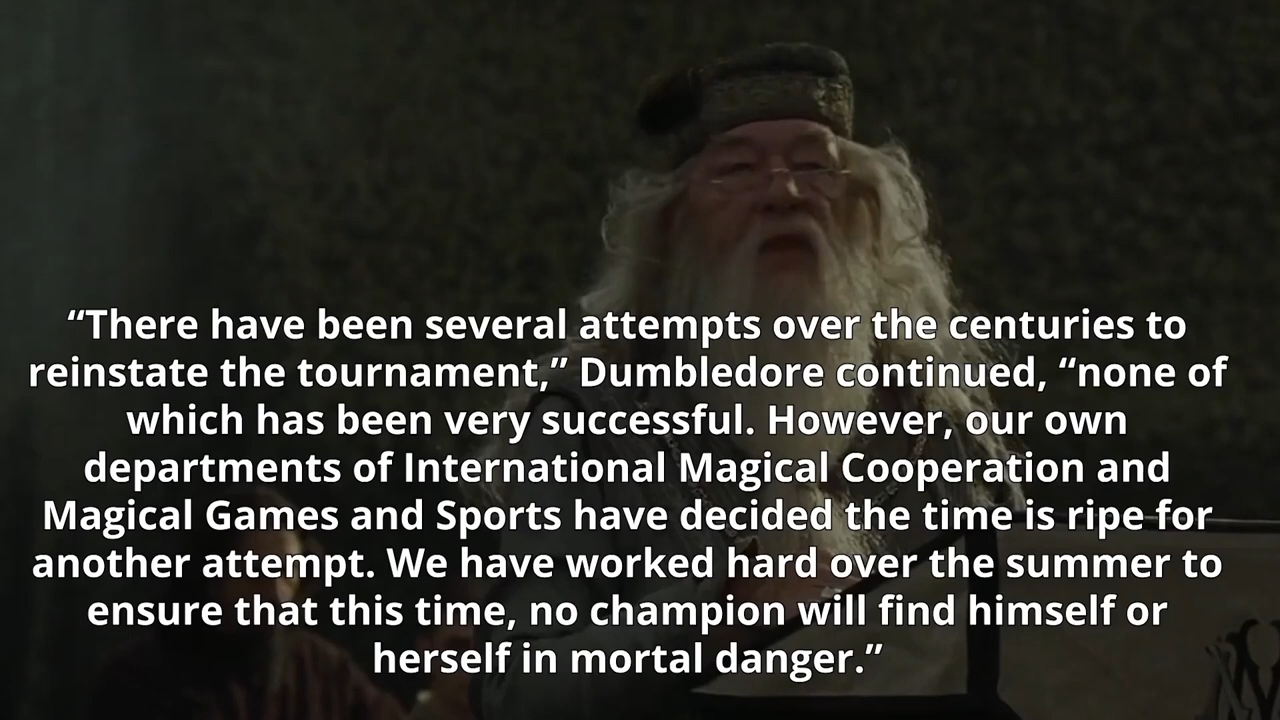 “There have been several attempts over the centuries to
reinstate the tournament,” Dumbledore continued, “none of
which has been very successful. However, our own
departments of International Magical Cooperation and
Magical Games and Sports have decided the time is ripe for
another attempt. We have worked hard over the summer to
ensure that this time, no champion will find himself or
herself in mortal danger.”